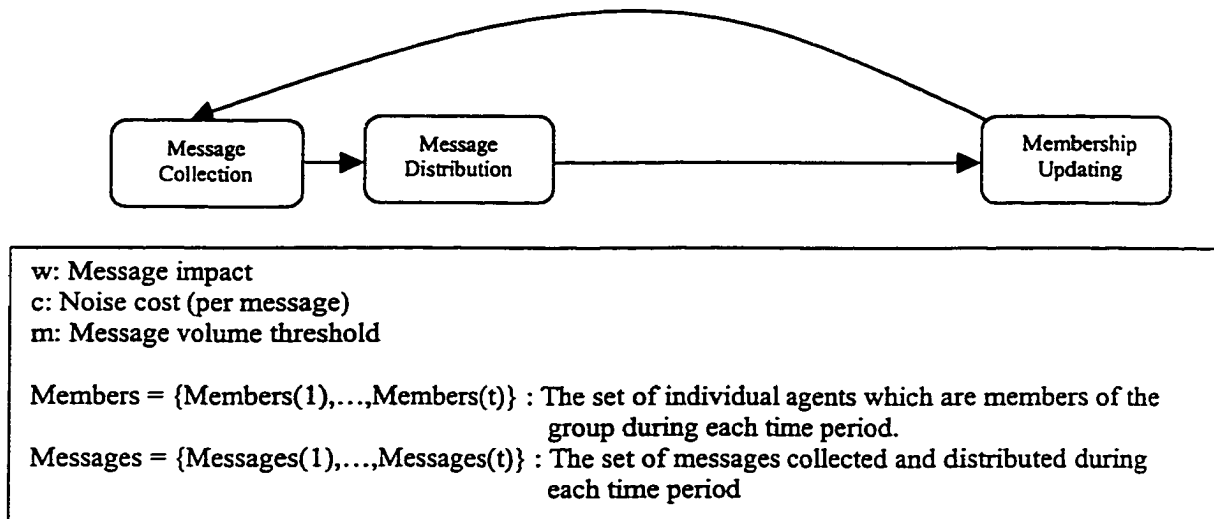 Message
Collection
Message
Distribution
Membership
Updating
w: Message impact
c: Noise cost (per message)
m: Message volume threshold
Members = {Members(1),...,Members(t)} : The set of individual agents which are members of the
group during each time period.
Messages = {Messages(1),...,Messages(t)} : The set of messages collected and distributed during
each time period